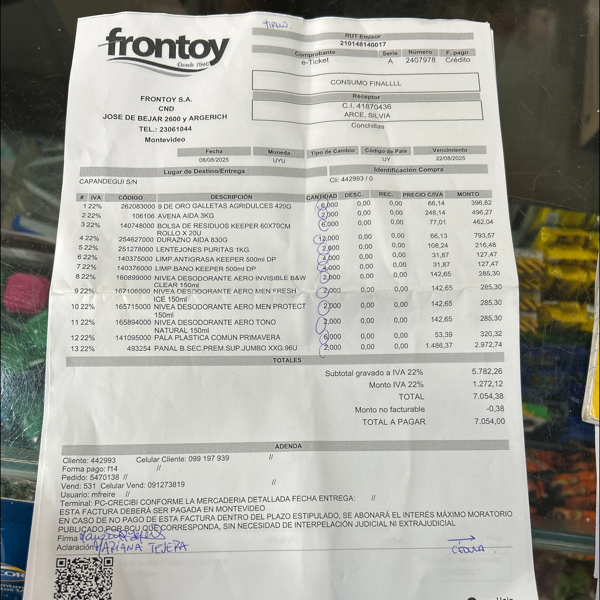 frontoy
Desde 1946
FRONTOY S.A.
CND
JOSE DE BEJAR 2600 y ARGERICH
TEL.: 23061044
Montevideo
RUT Emisor
210148140017
Comprobante Serie Número F. pago
e-Ticket A 2407978 Crédito
CONSUMO FINALLLL
Receptor
C.I. 41870436
ARCE, SILVIA
Conchillas
Fecha Moneda Tipo de Cambio Código de País Vencimiento
08/08/2025 UYU UY 22/08/2025
Lugar de Destino/Entrega Identificación Compra
CAPANDEGUI S/N Cli: 442993 / 0
# IVA CÓDIGO DESCRIPCIÓN CANTIDAD DESC. REC. PRECIO C/IVA MONTO
1 22% 262083000 9 DE ORO GALLETAS AGRIDULCES 420G 6,000 0,00 0,00 66,14 396,82
2 22% 106106 AVENA AIDA 3KG 2,000 0,00 0,00 248,14 496,27
3 22% 140748000 BOLSA DE RESIDUOS KEEPER 60X70CM ROLLO X 20U 6,000 0,00 0,00 77,01 462,04
4 22% 254627000 DURAZNO AIDA 830G 12,000 0,00 0,00 66,13 793,57
5 22% 251278000 LENTEJONES PURITAS 1KG 2,000 0,00 0,00 108,24 216,48
6 22% 140375000 LIMP.ANTIGRASA KEEPER 500ml DP 4,000 0,00 0,00 31,87 127,47
7 22% 140376000 LIMP.BANO KEEPER 500ml DP 4,000 0,00 0,00 31,87 127,47
8 22% 160899000 NIVEA DESODORANTE AERO INVISIBLE B&W CLEAR 150ml 2,000 0,00 0,00 142,65 285,30
9 22% 167106000 NIVEA DESODORANTE AERO MEN FRESH ICE 150ml 2,000 0,00 0,00 142,65 285,30
10 22% 165715000 NIVEA DESODORANTE AERO MEN PROTECT 150ml 2,000 0,00 0,00 142,65 285,30
11 22% 165894000 NIVEA DESODORANTE AERO TONO NATURAL 150ml 2,000 0,00 0,00 142,65 285,30
12 22% 141095000 PALA PLASTICA COMUN PRIMAVERA 6,000 0,00 0,00 53,39 320,32
13 22% 493254 PANAL B.SEC.PREM.SUP.JUMBO XXG.96U 2,000 0,00 0,00 1.486,37 2.972,74
TOTALES
Subtotal gravado a IVA 22% 5.782,26
Monto IVA 22% 1.272,12
TOTAL 7.054,38
Monto no facturable -0,38
TOTAL A PAGAR 7.054,00
ADENDA
Cliente: 442993 Celular Cliente: 099 197 939 //
Forma pago: f14 //
Pedido: 5470138 //
Vend: 531 Celular Vend: 091273819
Usuario: mfreire //
Terminal: PC-CRECIBI CONFORME LA MERCADERIA DETALLADA FECHA ENTREGA: //
ESTA FACTURA DEBERÁ SER PAGADA EN MONTEVIDEO
EN CASO DE NO PAGO DE ESTA FACTURA DENTRO DEL PLAZO ESTIPULADO, SE ABONARÁ EL INTERÉS MÁXIMO MORATORIO
PUBLICADO POR BCU QUE CORRESPONDA, SIN NECESIDAD DE INTERPELACIÓN JUDICIAL NI EXTRAJUDICIAL
Firma
Aclaración MARIANA TEJERA CÉDULA